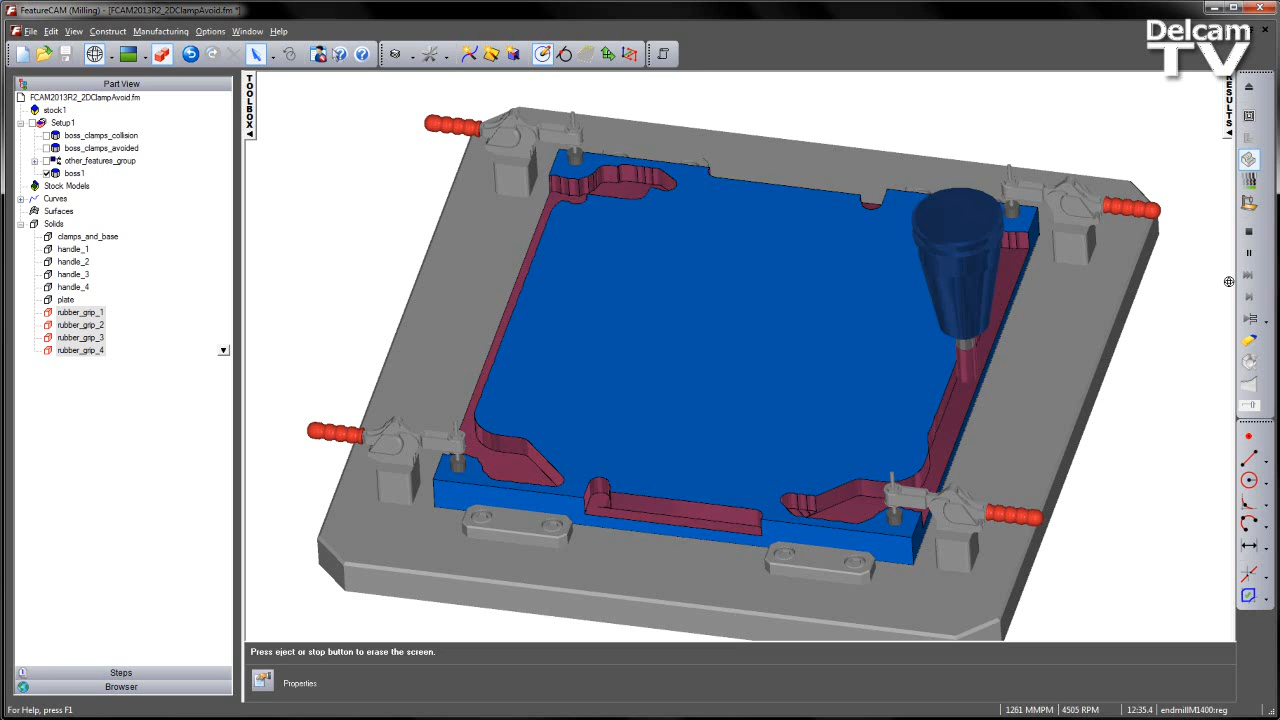 FeatureCAM (Milling) - [FCAM2013R2_2DClampAvoid.fm *]
File Edit View Construct Manufacturing Options Window Help
Delcam
TV
Part View
FCAM2013R2_2DClampAvoid.fm
stock1
Setup1
boss_clamps_collision
boss_clamps_avoided
other_features_group
boss1
Stock Models
Curves
Surfaces
Solids
clamps_and_base
handle_1
handle_2
handle_3
handle_4
plate
rubber_grip_1
rubber_grip_2
rubber_grip_3
rubber_grip_4
TOOLBOX
RESULTS
Steps
Browser
Press eject or stop button to erase the screen.
Properties
For Help, press F1
1261 MMPM 4505 RPM 12:35.4 endmillM1400:reg